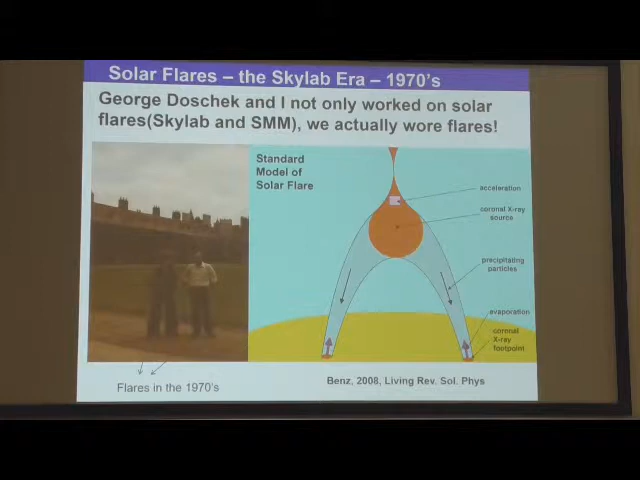 Solar Flares – the Skylab Era – 1970's
George Doschek and I not only worked on solar
flares(Skylab and SMM), we actually wore flares!
Standard
Model of
Solar Flare
acceleration
coronal X-ray
source
precipitating
particles
evaporation
coronal
X-ray
footpoint
Flares in the 1970's
Benz, 2008, Living Rev. Sol. Phys